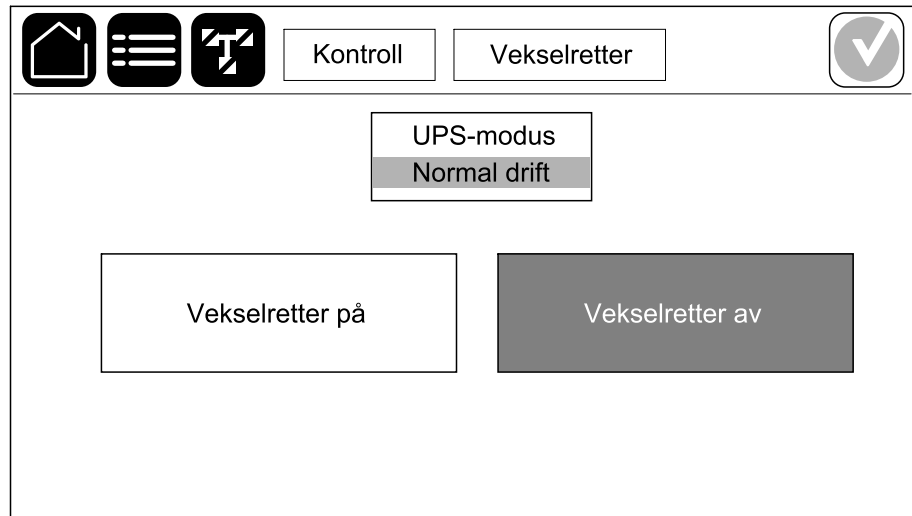 Kontroll
Vekselretter
UPS-modus
Normal drift
Vekselretter på
Vekselretter av